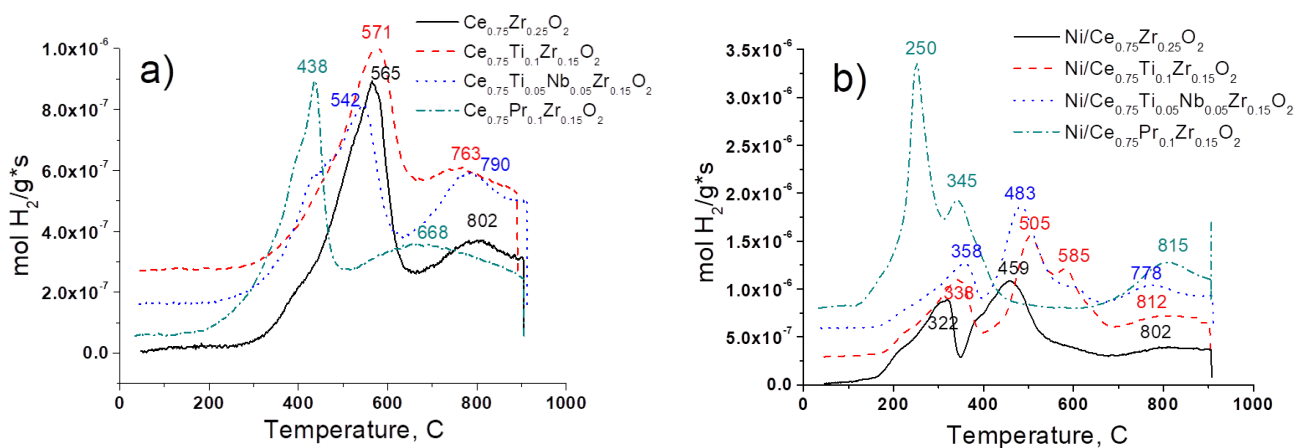 a)
Ce0.75Zr0.25O2
Ce0.75Ti0.1Zr0.15O2
Ce0.75Ti0.05Nb0.05Zr0.15O2
Ce0.75Pr0.1Zr0.15O2
571
565
438
542
763
790
802
668
1.0x10-6
8.0x10-7
6.0x10-7
4.0x10-7
2.0x10-7
0.0
mol H2/g*s
0 200 400 600 800 1000
Temperature, C
b)
Ni/Ce0.75Zr0.25O2
Ni/Ce0.75Ti0.1Zr0.15O2
Ni/Ce0.75Ti0.05Nb0.05Zr0.15O2
Ni/Ce0.75Pr0.1Zr0.15O2
250
345
483
505
358
459
585
815
778
338
812
322
802
3.5x10-6
3.0x10-6
2.5x10-6
2.0x10-6
1.5x10-6
1.0x10-6
5.0x10-7
0.0
mol H2/g*s
0 200 400 600 800 1000
Temperature, C